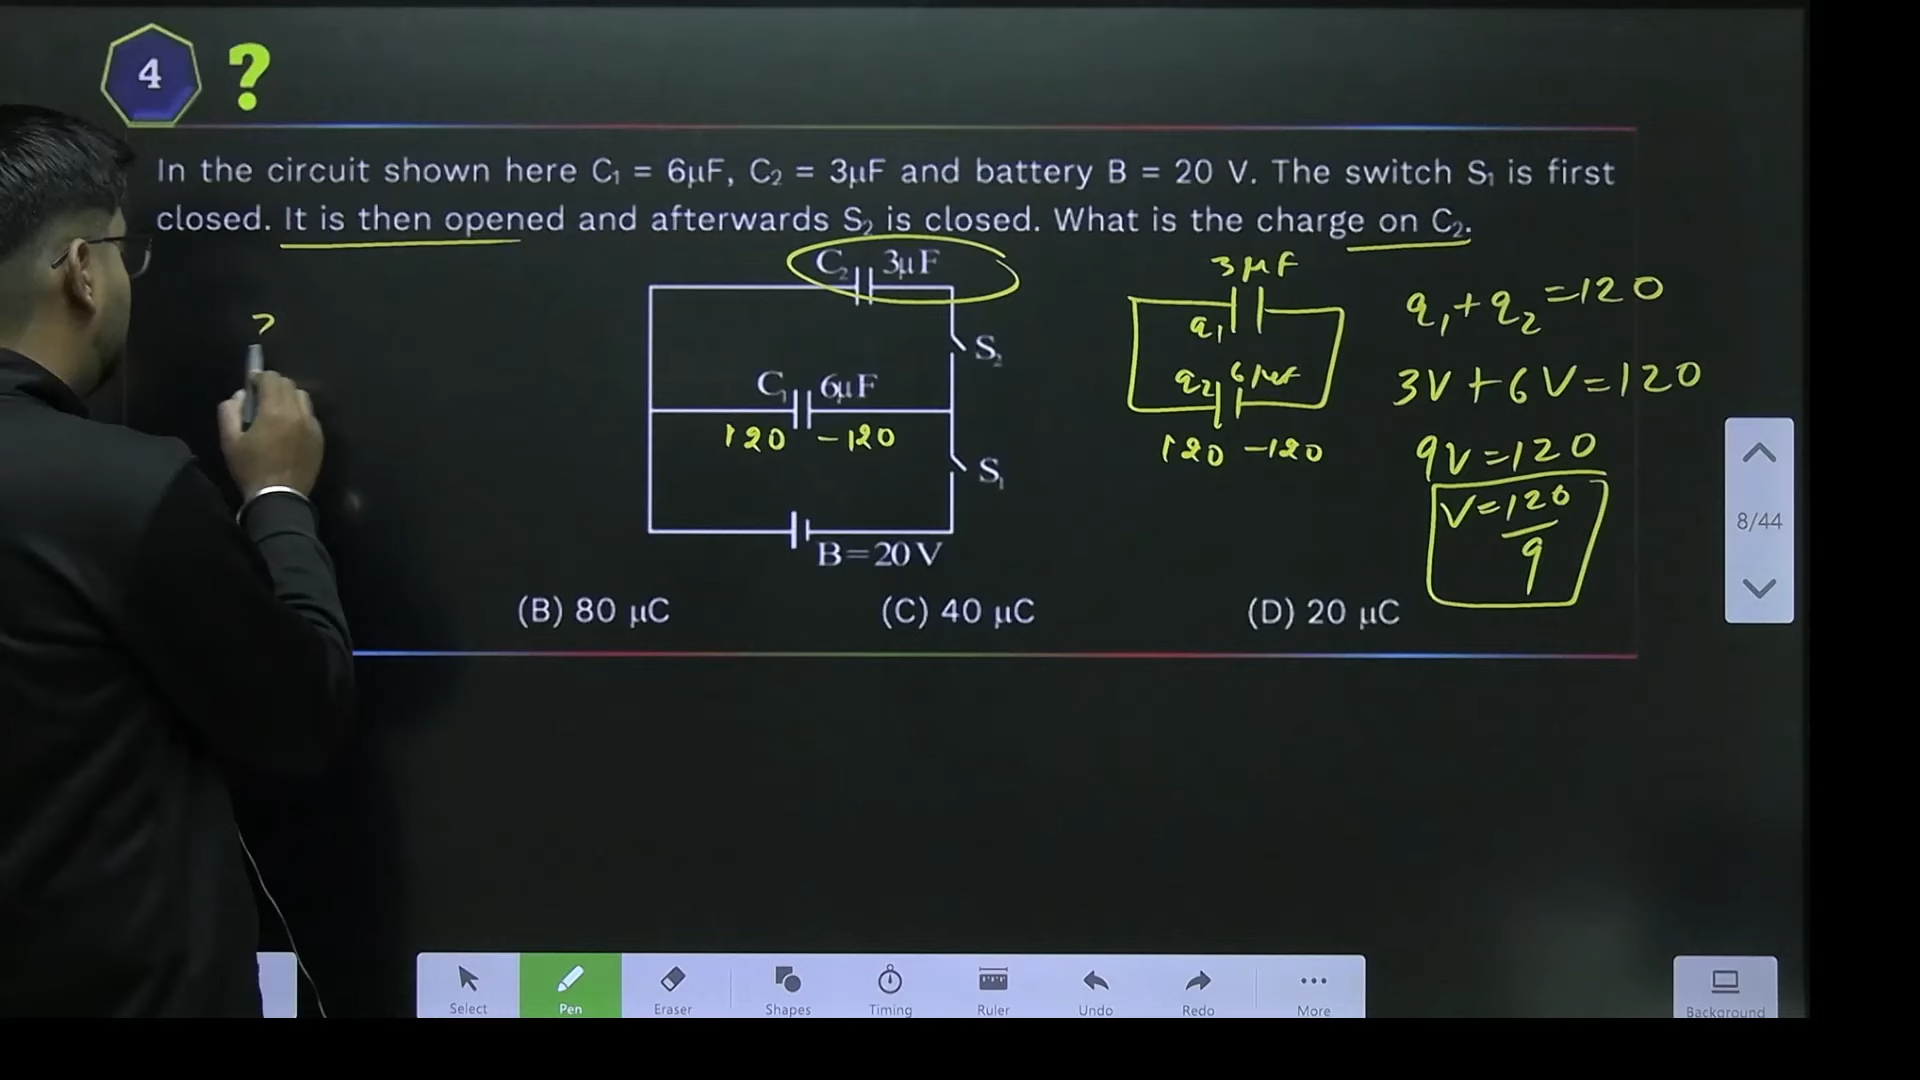 4 ?
In the circuit shown here C₁ = 6μF, C₂ = 3μF and battery B = 20 V. The switch S₁ is first
closed. It is then opened and afterwards S₂ is closed. What is the charge on C₂.
C₂ 3μF
S₂
C₁ 6μF
120 -120
S₁
B=20V
3μF
q₁
q₂ 6μF
120 -120
q₁+q₂=120
3V+6V=120
9V=120
V=120
9
(B) 80 μC (C) 40 μC (D) 20 μC
8/44
Select Pen Eraser Shapes Timing Ruler Undo Redo More Background